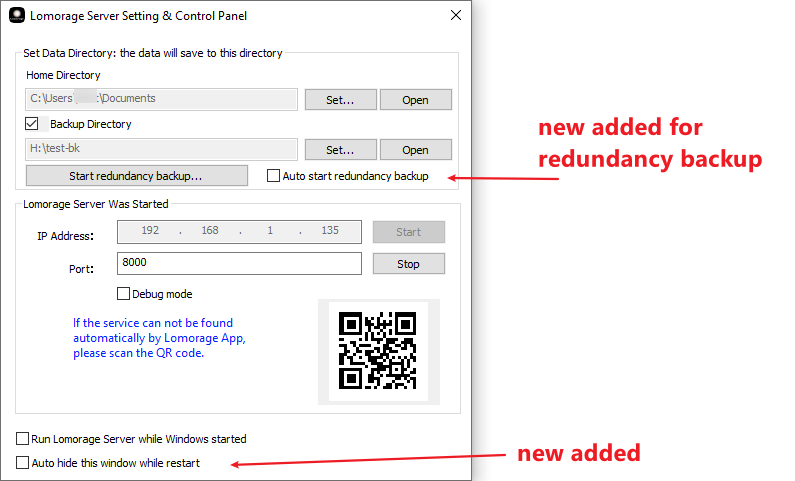 Lomorage Server Setting & Control Panel
Set Data Directory: the data will save to this directory
Home Directory
C:\Users\ :\Documents
Set...
Open
Backup Directory
H:\test-bk
Set...
Open
new added for
redundancy backup
Start redundancy backup...
Auto start redundancy backup
Lomorage Server Was Started
IP Address:
192 . 168 . 1 . 135
Start
Port:
8000
Stop
Debug mode
If the service can not be found
automatically by Lomorage App,
please scan the QR code.
Run Lomorage Server while Windows started
Auto hide this window while restart
new added